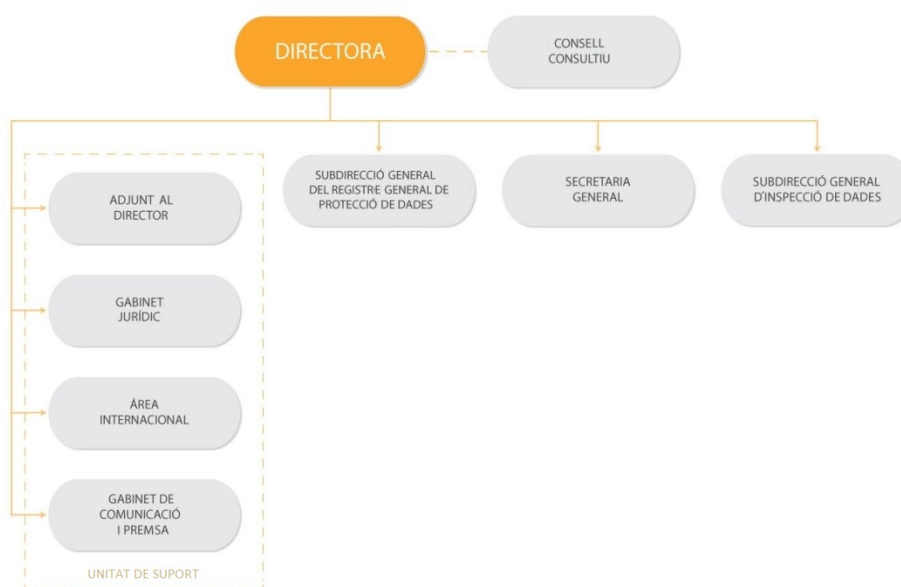 DIRECTORA
CONSELL
CONSULTIU
SUBDIRECCIÓ GENERAL
DEL REGISTRE GENERAL DE
PROTECCIÓ DE DADES
SECRETARIA
GENERAL
SUBDIRECCIÓ GENERAL
D'INSPECCIÓ DE DADES
ADJUNT AL
DIRECTOR
GABINET
JURÍDIC
ÀREA
INTERNACIONAL
GABINET DE
COMUNICACIÓ
I PREMSA
UNITAT DE SUPORT